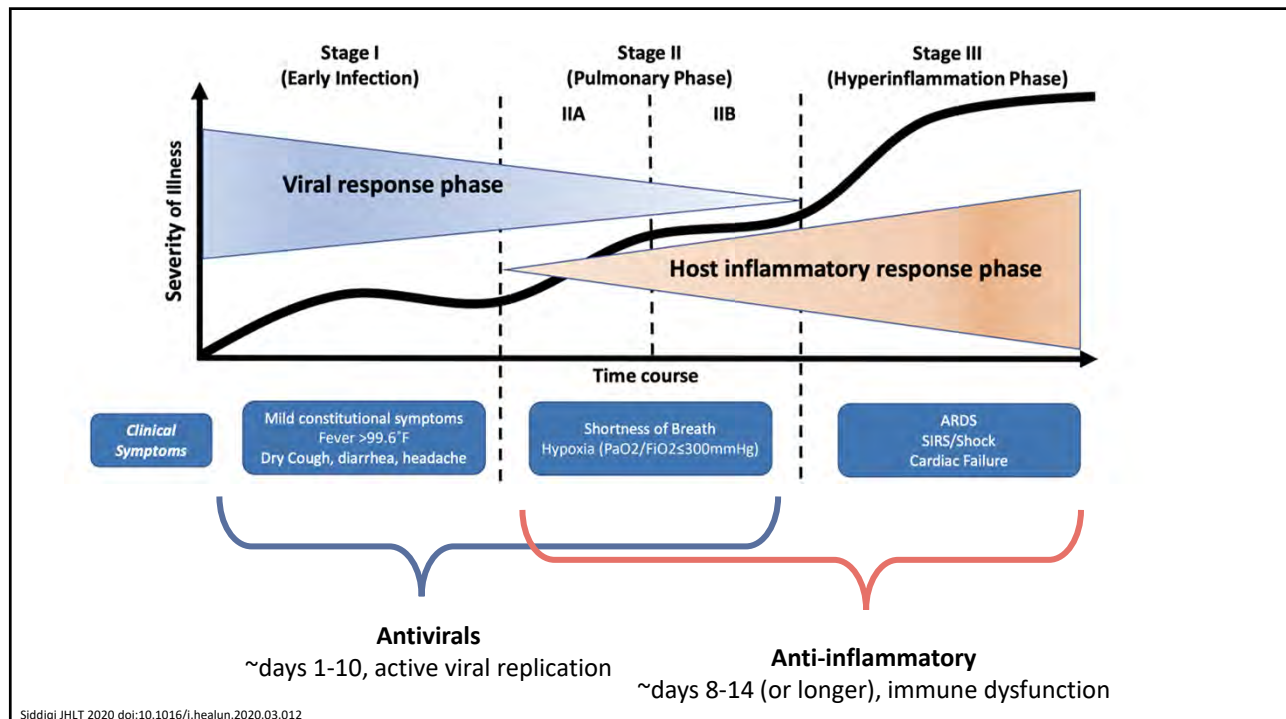 Stage I
(Early Infection)
Stage II
(Pulmonary Phase)
Stage III
(Hyperinflammation Phase)
IIA
IIB
Severity of Illness
Viral response phase
Host inflammatory response phase
Time course
Clinical
Symptoms
Mild constitutional symptoms
Fever >99.6°F
Dry Cough, diarrhea, headache
Shortness of Breath
Hypoxia (PaO2/FiO2≤300mmHg)
ARDS
SIRS/Shock
Cardiac Failure
Antivirals
~days 1-10, active viral replication
Anti-inflammatory
~days 8-14 (or longer), immune dysfunction
Siddiqi JHLT 2020 doi:10.1016/j.healun.2020.03.012